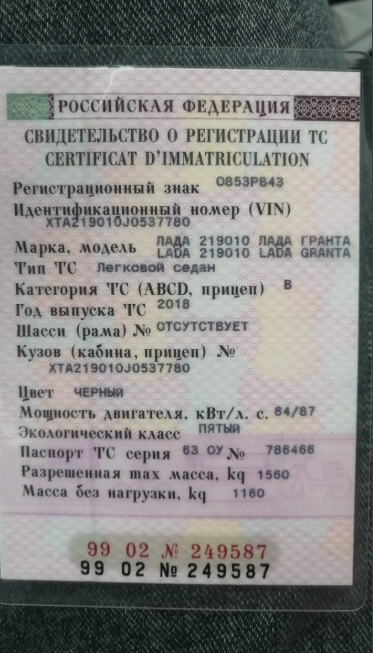 РОССИЙСКАЯ ФЕДЕРАЦИЯ
СВИДЕТЕЛЬСТВО О РЕГИСТРАЦИИ ТС
CERTIFICAT D'IMMATRICULATION
Регистрационный знак О853РВ43
Идентификационный номер (VIN)
XTA219010J0537780
Марка, модель ЛАДА 219010 ЛАДА ГРАНТА
LADA 219010 LADA GRANTA
Тип ТС Легковой седан
Категория ТС (ABCD, прицеп) B
Год выпуска ТС 2018
Шасси (рама) № ОТСУТСТВУЕТ
Кузов (кабина, прицеп) №
XTA219010J0537780
Цвет ЧЕРНЫЙ
Мощность двигателя, кВт/л. с. 64/87
Экологический класс ПЯТЫЙ
Паспорт ТС серия 63 ОУ № 786466
Разрешенная max масса, kg 1560
Масса без нагрузки, kg 1160
99 02 № 249587
99 02 № 249587